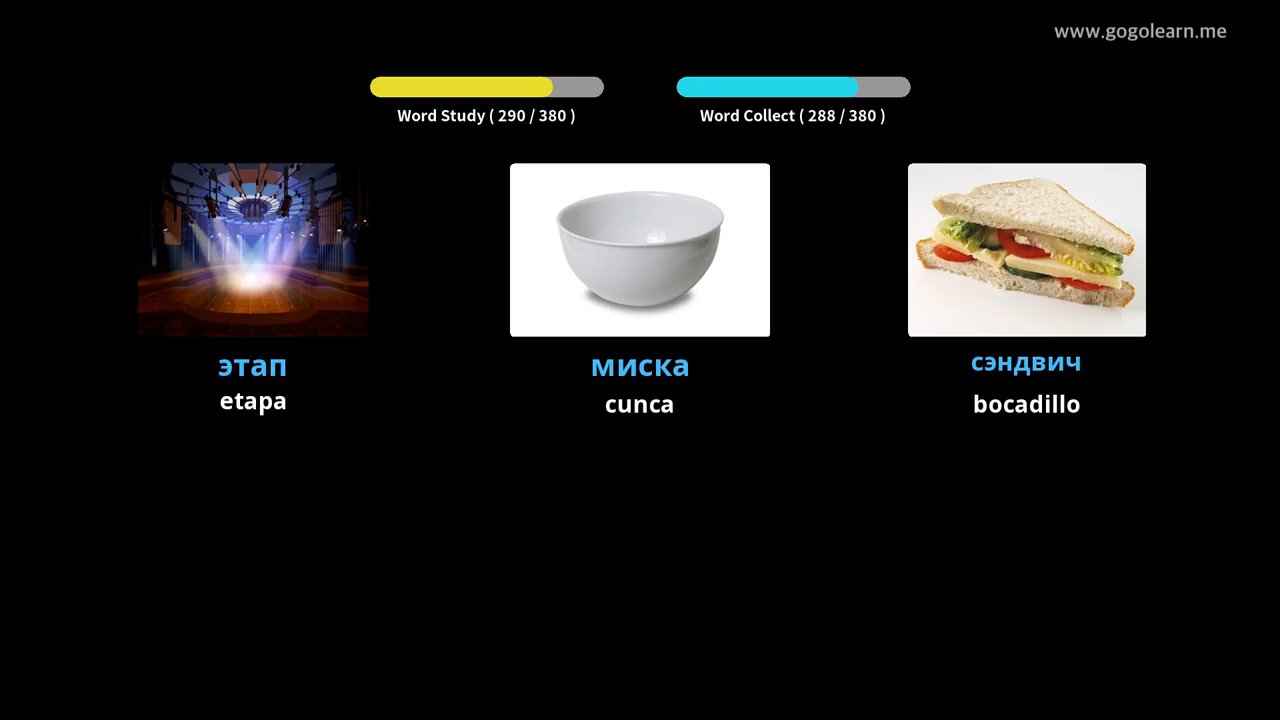 www.gogolearn.me
Word Study ( 290 / 380 )
Word Collect ( 288 / 380 )
этап
миска
сэндвич
etapa
cunca
bocadillo